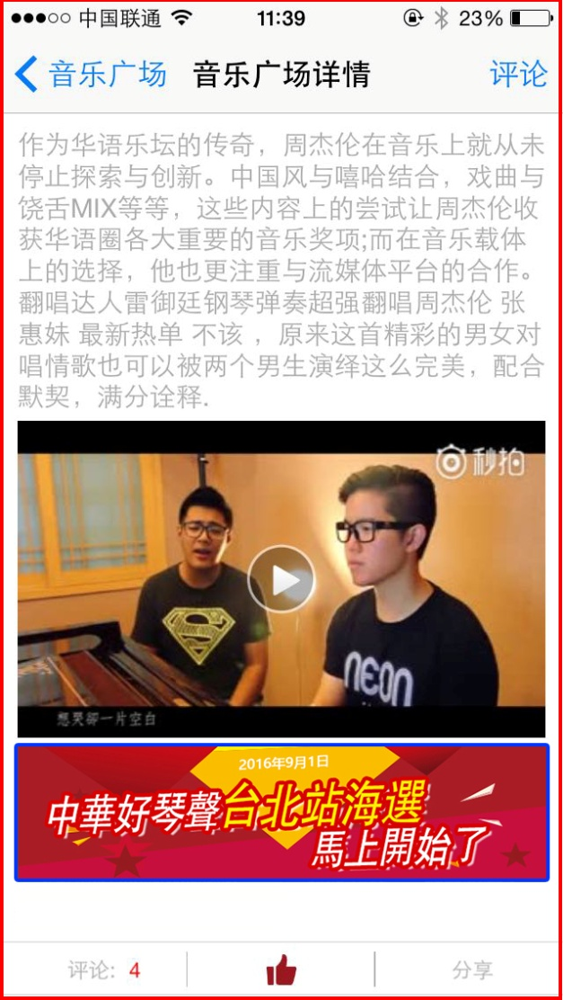 中国联通 11:39 23%
音乐广场 音乐广场详情 评论
作为华语乐坛的传奇，周杰伦在音乐上就从未
停止探索与创新。中国风与嘻哈结合，戏曲与
饶舌MIX等等，这些内容上的尝试让周杰伦收
获华语圈各大重要的音乐奖项;而在音乐载体
上的选择，他也更注重与流媒体平台的合作。
翻唱达人雷御廷钢琴弹奏超强翻唱周杰伦 张
惠妹 最新热单 不该 ，原来这首精彩的男女对
唱情歌也可以被两个男生演绎这么完美，配合
默契，满分诠释.
秒拍
NEON
想哭卻一片空白
2016年9月1日
中華好琴聲台北站海選
馬上開始了
评论: 4 分享